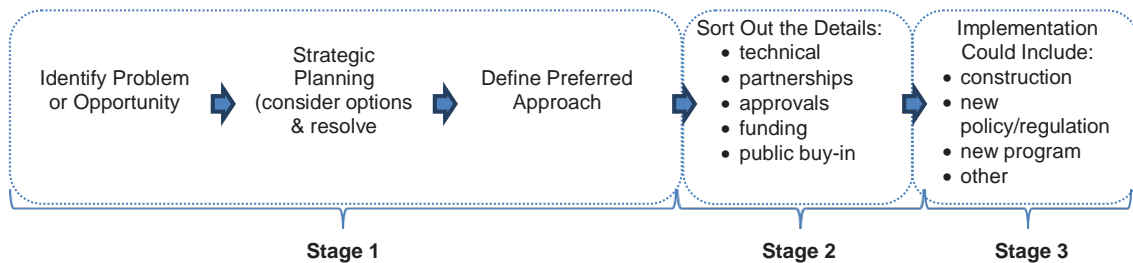 Identify Problem
or Opportunity
Strategic
Planning
(consider options
& resolve
Define Preferred
Approach
Sort Out the Details:
• technical
• partnerships
• approvals
• funding
• public buy-in
Implementation
Could Include:
• construction
• new
policy/regulation
• new program
• other
Stage 1
Stage 2
Stage 3